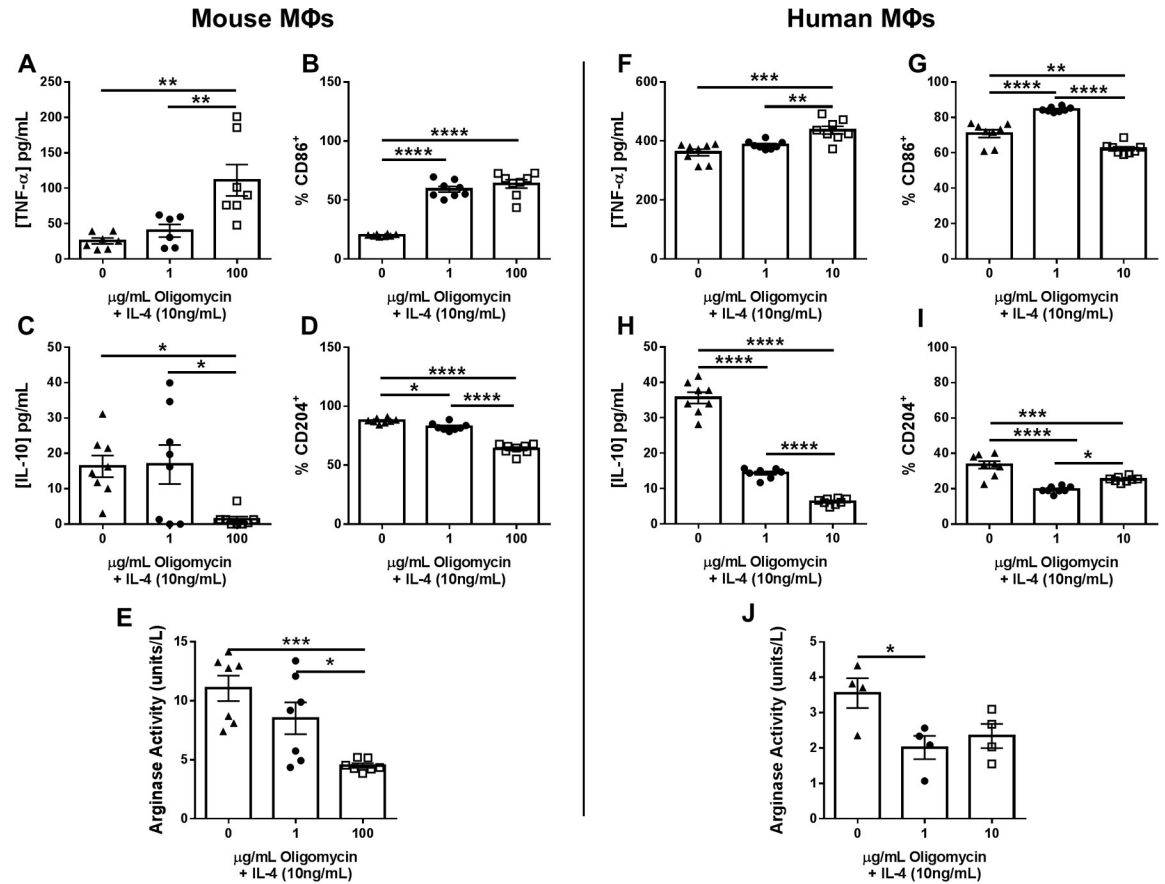 Mouse MΦs
Human MΦs
A
[TNF-α] pg/mL
250
200
150
100
50
0
**
**
0 1 100
µg/mL Oligomycin
+ IL-4 (10ng/mL)
B
% CD86+
150
100
50
0
****
****
0 1 100
µg/mL Oligomycin
+ IL-4 (10ng/mL)
F
[TNF-α] pg/mL
600
400
200
0
***
**
0 1 10
µg/mL Oligomycin
+ IL-4 (10ng/mL)
G
% CD86+
100
80
60
40
20
0
**
**** ****
0 1 10
µg/mL Oligomycin
+ IL-4 (10ng/mL)
C
[IL-10] pg/mL
50
40
30
20
10
0
*
*
0 1 100
µg/mL Oligomycin
+ IL-4 (10ng/mL)
D
% CD204+
150
100
50
0
****
* ****
0 1 100
µg/mL Oligomycin
+ IL-4 (10ng/mL)
H
[IL-10] pg/mL
60
50
40
30
20
10
0
****
****
****
0 1 10
µg/mL Oligomycin
+ IL-4 (10ng/mL)
I
% CD204+
100
80
60
40
20
0
***
****
*
0 1 10
µg/mL Oligomycin
+ IL-4 (10ng/mL)
E
Arginase Activity (units/L)
15
10
5
0
***
*
0 1 100
µg/mL Oligomycin
+ IL-4 (10ng/mL)
J
Arginase Activity (units/L)
5
4
3
2
1
0
*
0 1 10
µg/mL Oligomycin
+ IL-4 (10ng/mL)